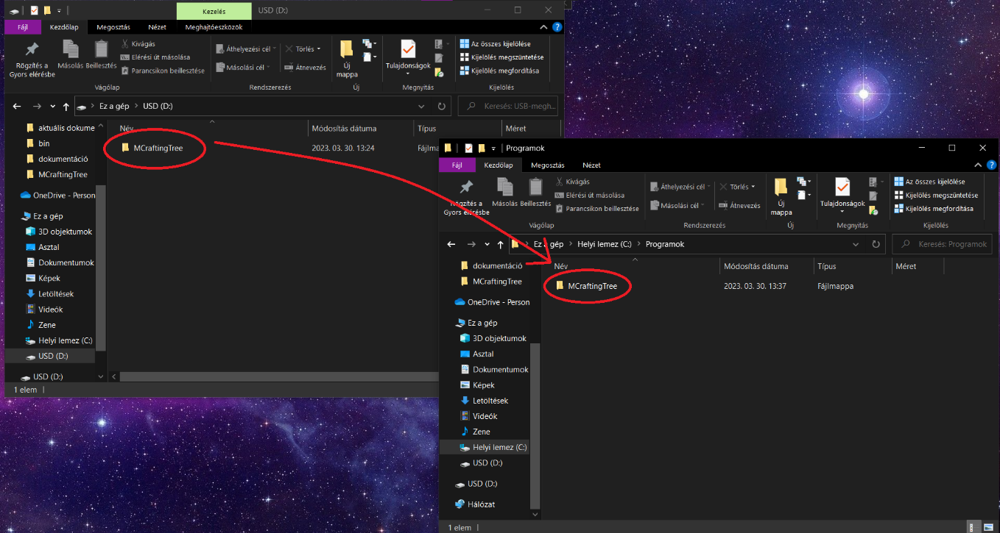 Kezelés
USD (D:)
Fájl
Kezdőlap
Megosztás
Nézet
Meghajtóeszközök
Rögzítés a
Gyors elérésbe
Másolás
Beillesztés
Kivágás
Elérési út másolása
Parancsikon beillesztése
Vágólap
Áthelyezési cél
Másolási cél
Törlés
Átnevezés
Rendszerezés
Új
mappa
Új
Tulajdonságok
Megnyitás
Az összes kijelölése
Kijelölés megszüntetése
Kijelölés megfordítása
Kijelölés
Ez a gép
USD (D:)
Keresés: USB-megh...
aktuális dokume
bin
dokumentáció
MCraftingTree
OneDrive - Person
Ez a gép
3D objektumok
Asztal
Dokumentumok
Képek
Letöltések
Videók
Zene
Helyi lemez (C:)
USD (D:)
USD (D:)
Név
Módosítás dátuma
Típus
Méret
MCraftingTree
2023. 03. 30. 13:24
Fájlma
1 elem
Programok
Fájl
Kezdőlap
Megosztás
Nézet
Rögzítés a
Gyors elérésbe
Másolás
Beillesztés
Kivágás
Elérési út másolása
Parancsikon beillesztése
Vágólap
Áthelyezési cél
Másolási cél
Törlés
Átnevezés
Rendszerezés
Új
mappa
Új
Tulajdonságok
Megnyitás
Az összes kijelölése
Kijelölés megszüntetése
Kijelölés megfordítása
Kijelölés
Ez a gép
Helyi lemez (C:)
Programok
Keresés: Programok
dokumentáció
MCraftingTree
OneDrive - Person
Ez a gép
3D objektumok
Asztal
Dokumentumok
Képek
Letöltések
Videók
Zene
Helyi lemez (C:)
USD (D:)
USD (D:)
Hálózat
Név
Módosítás dátuma
Típus
Méret
MCraftingTree
2023. 03. 30. 13:37
Fájlmappa
1 elem